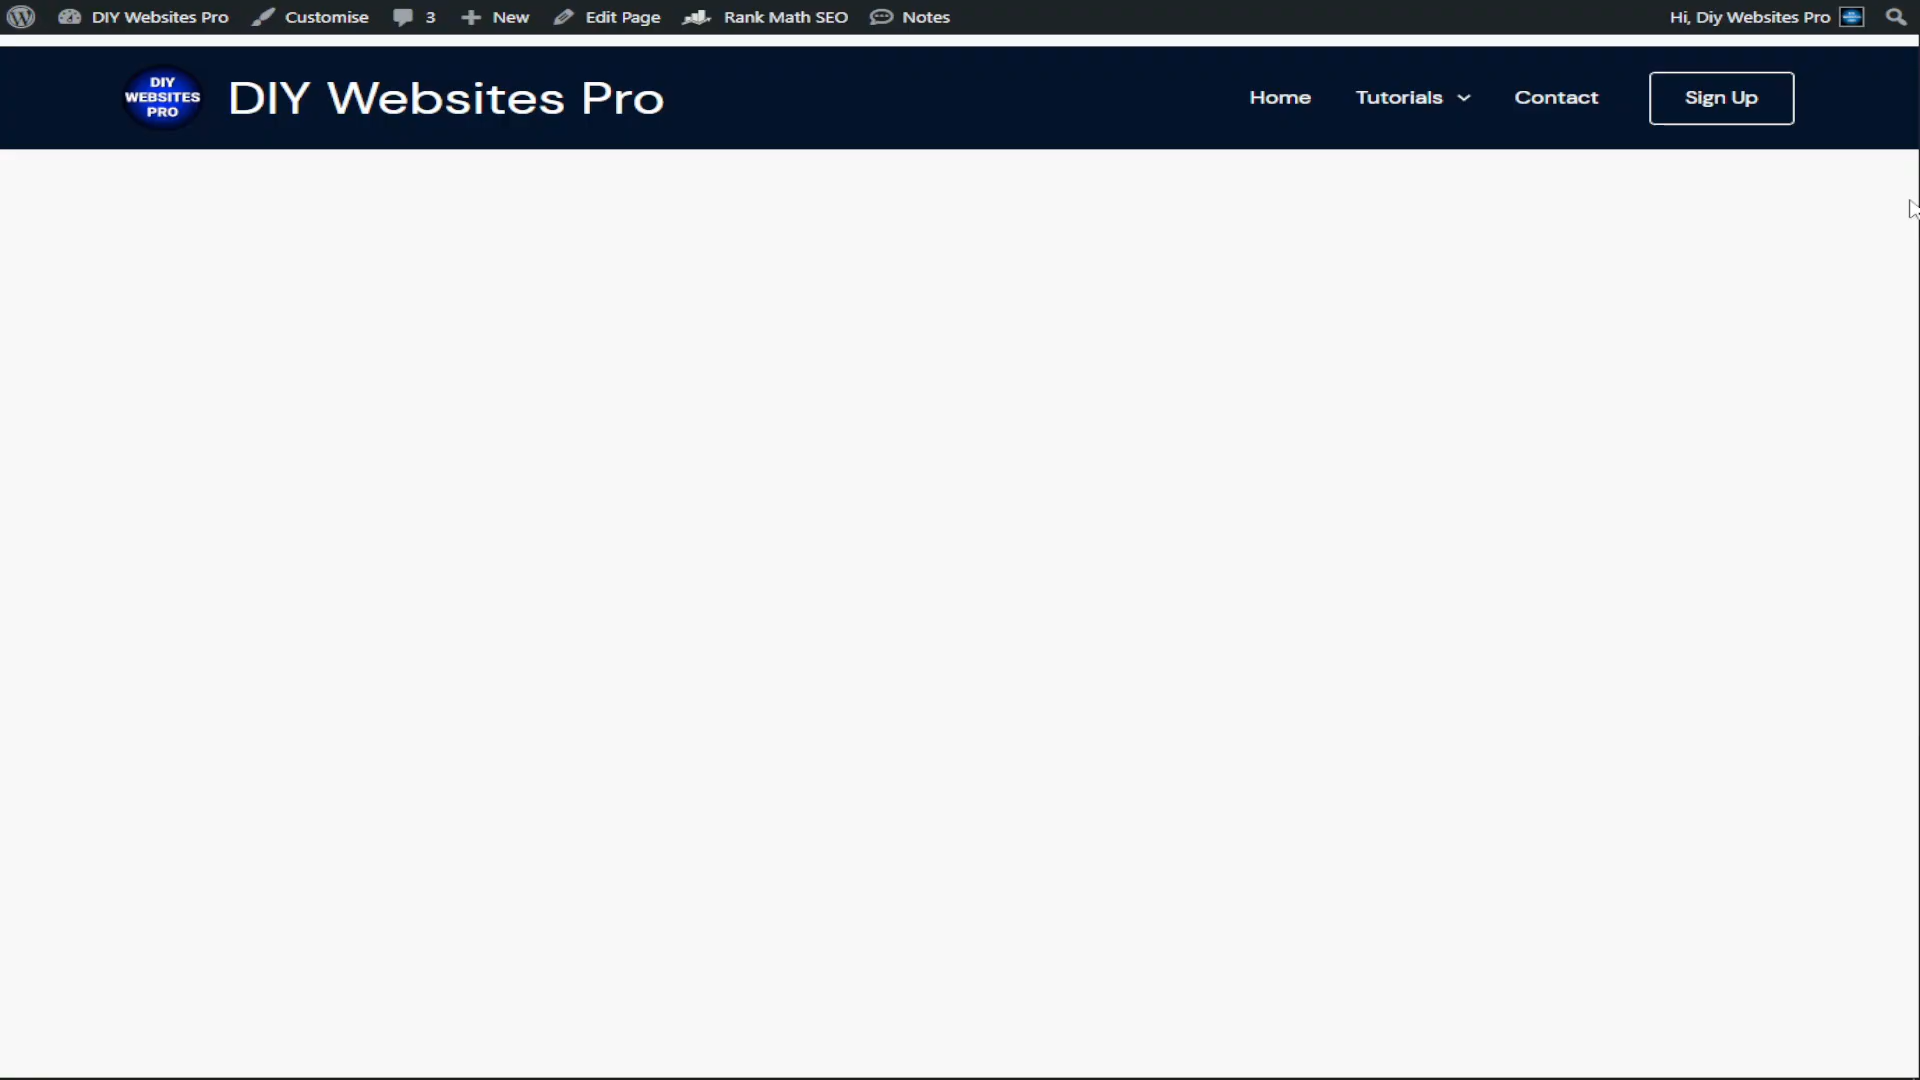 DIY Websites Pro Customise 3 New Edit Page Rank Math SEO Notes Hi, Diy Websites Pro
DIY
WEBSITES
PRO
DIY Websites Pro
Home Tutorials Contact Sign Up